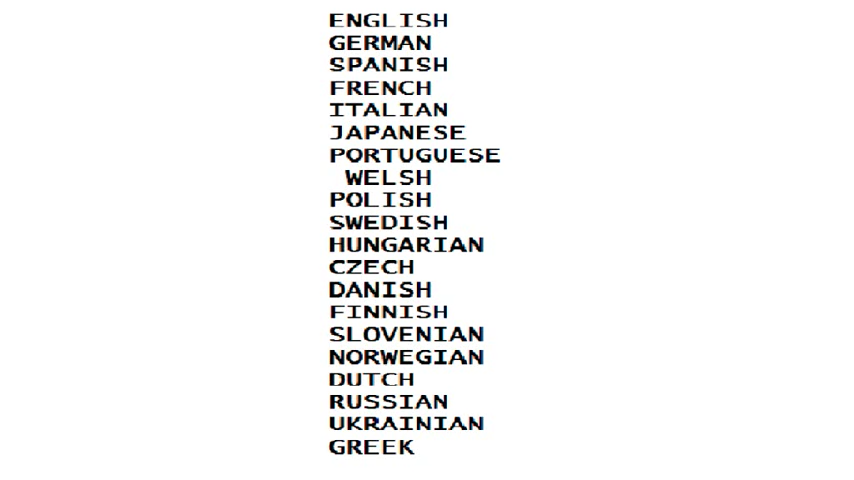 ENGLISH
GERMAN
SPANISH
FRENCH
ITALIAN
JAPANESE
PORTUGUESE
WELSH
POLISH
SWEDISH
HUNGARIAN
CZECH
DANISH
FINNISH
SLOVENIAN
NORWEGIAN
DUTCH
RUSSIAN
UKRAINIAN
GREEK